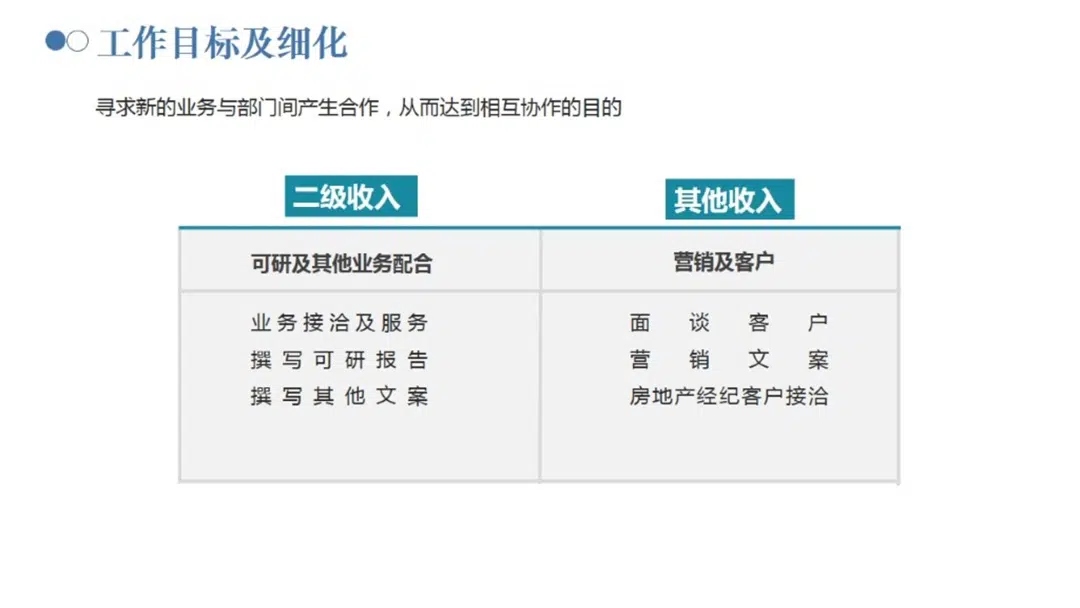 工作目标及细化
寻求新的业务与部门间产生合作，从而达到相互协作的目的
二级收入
其他收入
可研及其他业务配合
营销及客户
业务接洽及服务
面谈客户
撰写可研报告
营销文案
撰写其他文案
房地产经纪客户接洽